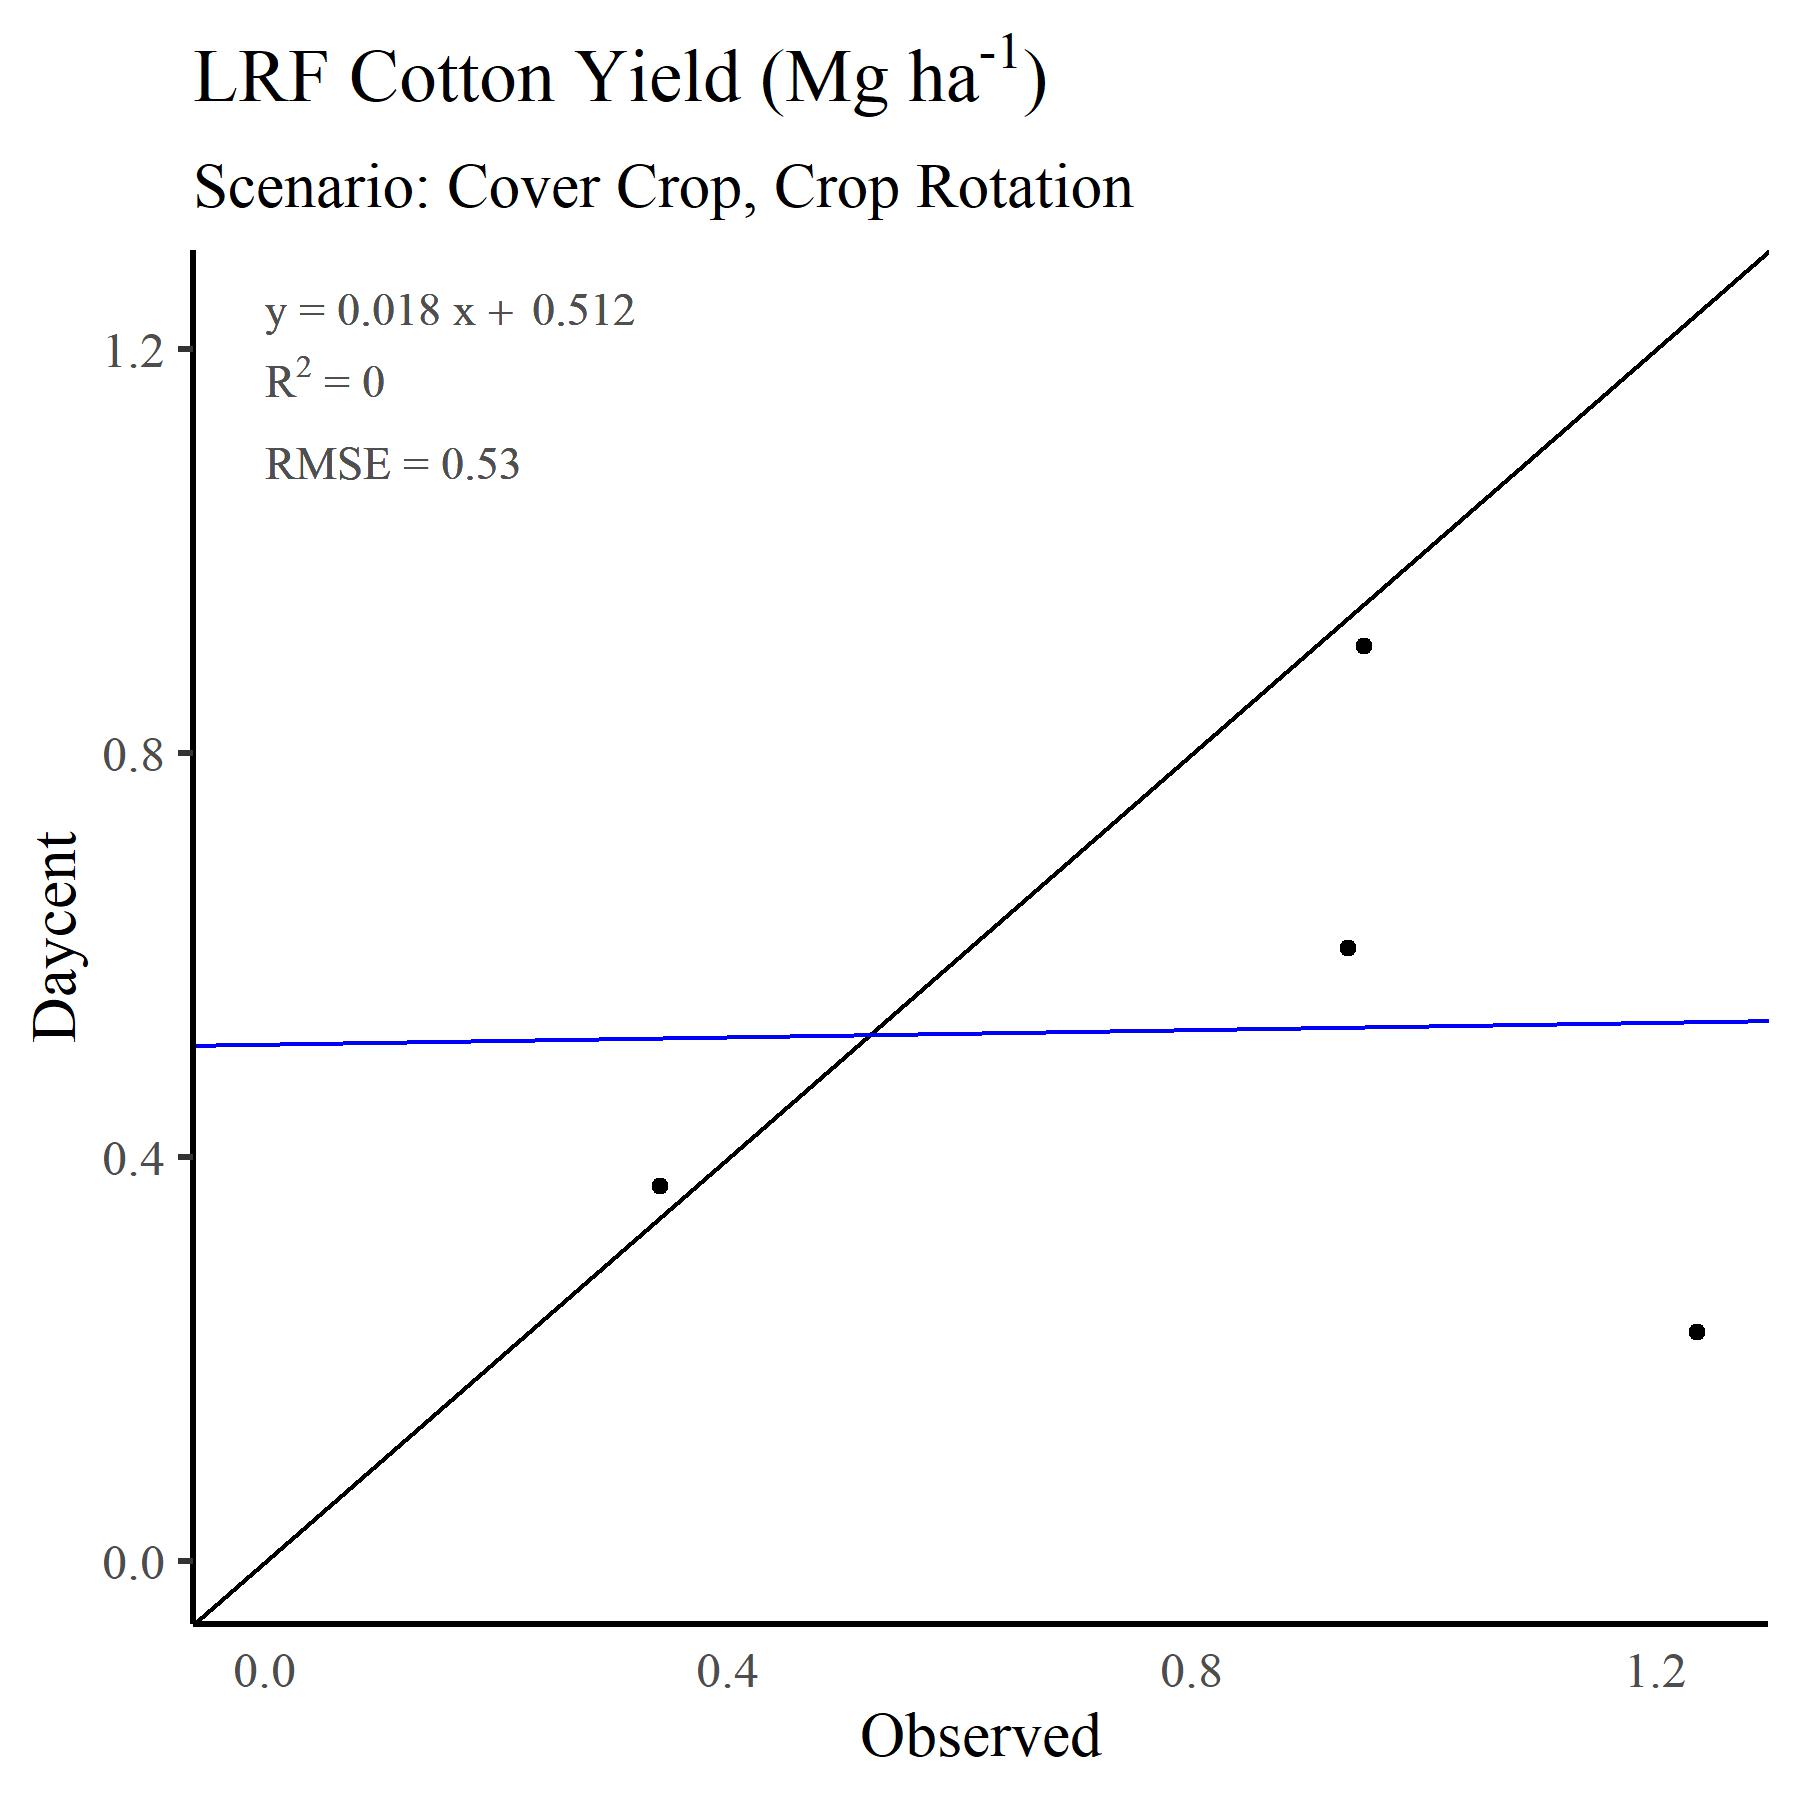 LRF Cotton Yield (Mg ha⁻¹)
Scenario: Cover Crop, Crop Rotation
y = 0.018 x + 0.512
R² = 0
RMSE = 0.53
1.2
0.8
0.4
0.0
Daycent
0.0 0.4 0.8 1.2
Observed